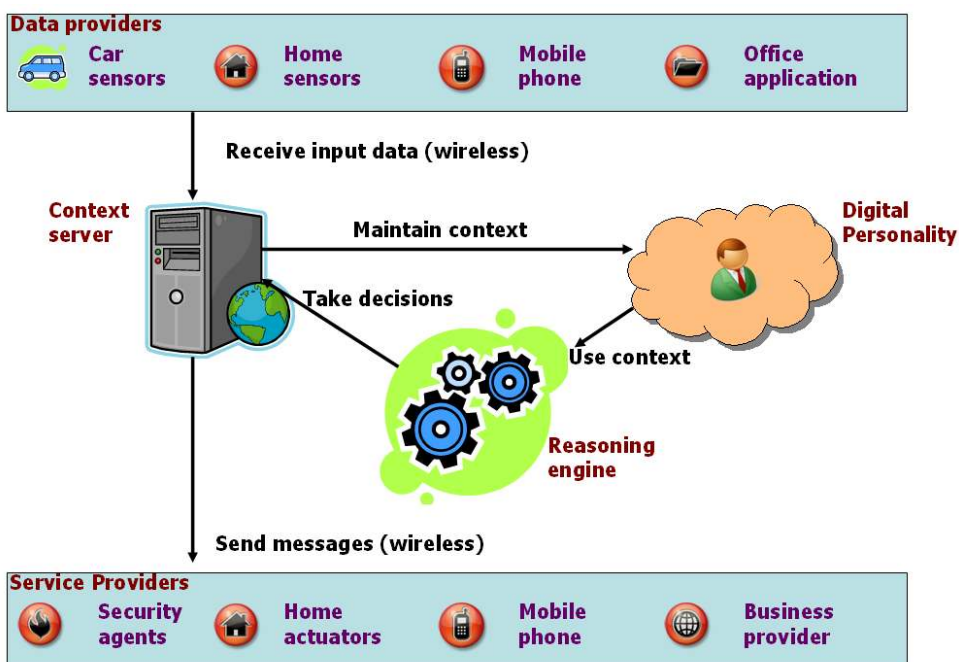 Data providers
Car
sensors
Home
sensors
Mobile
phone
Office
application
Receive input data (wireless)
Context
server
Maintain context
Digital
Personality
Take decisions
Use context
Reasoning
engine
Send messages (wireless)
Service Providers
Security
agents
Home
actuators
Mobile
phone
Business
provider